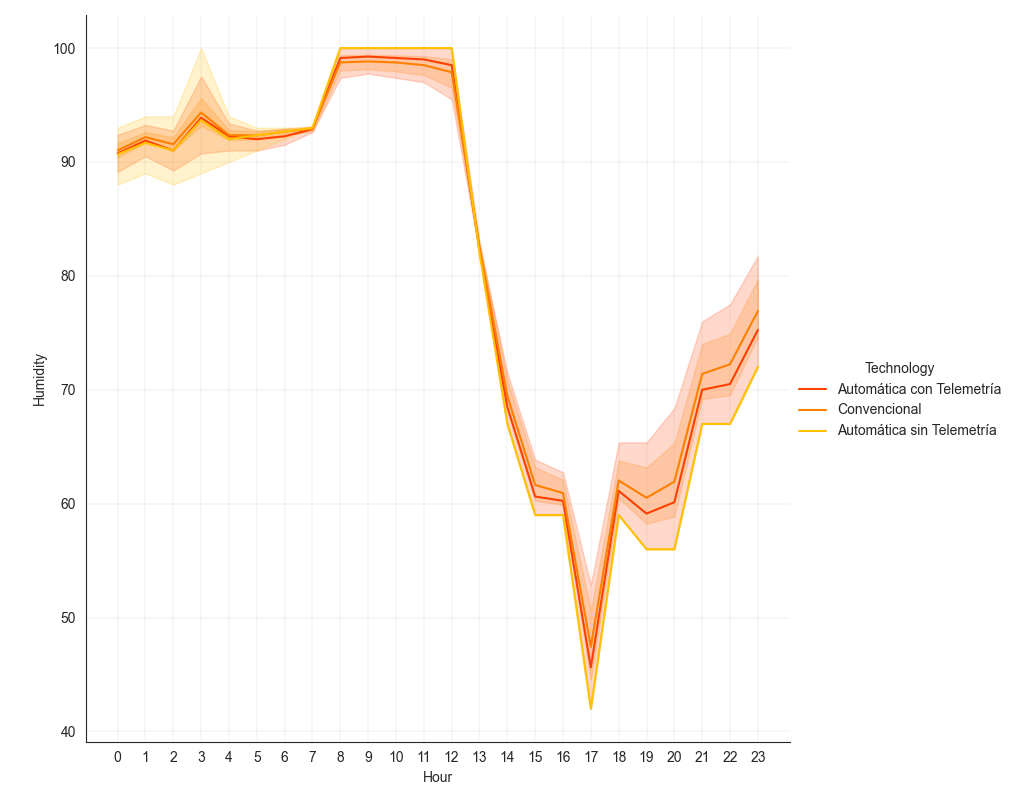 100
90
80
70
60
50
40
Humidity
0 1 2 3 4 5 6 7 8 9 10 11 12 13 14 15 16 17 18 19 20 21 22 23
Hour
Technology
Automática con Telemetría
Convencional
Automática sin Telemetría